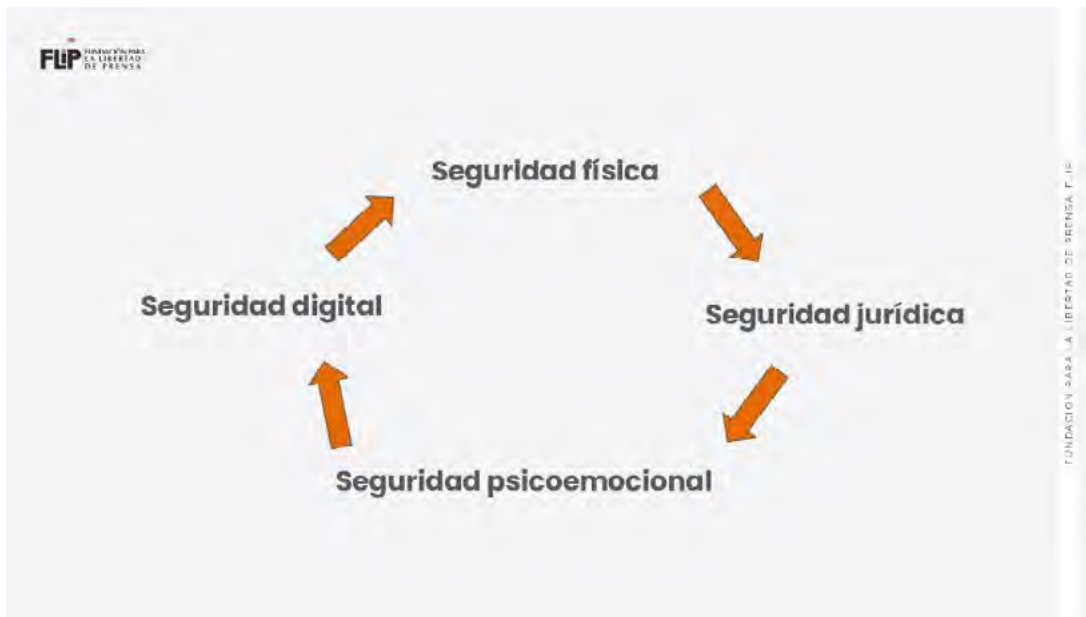 FLiP FUNDACIÓN PARA
LA LIBERTAD
DE PRENSA
Seguridad física
Seguridad digital
Seguridad jurídica
Seguridad psicoemocional
FUNDACIÓN PARA LA LIBERTAD DE PRENSA FLIP